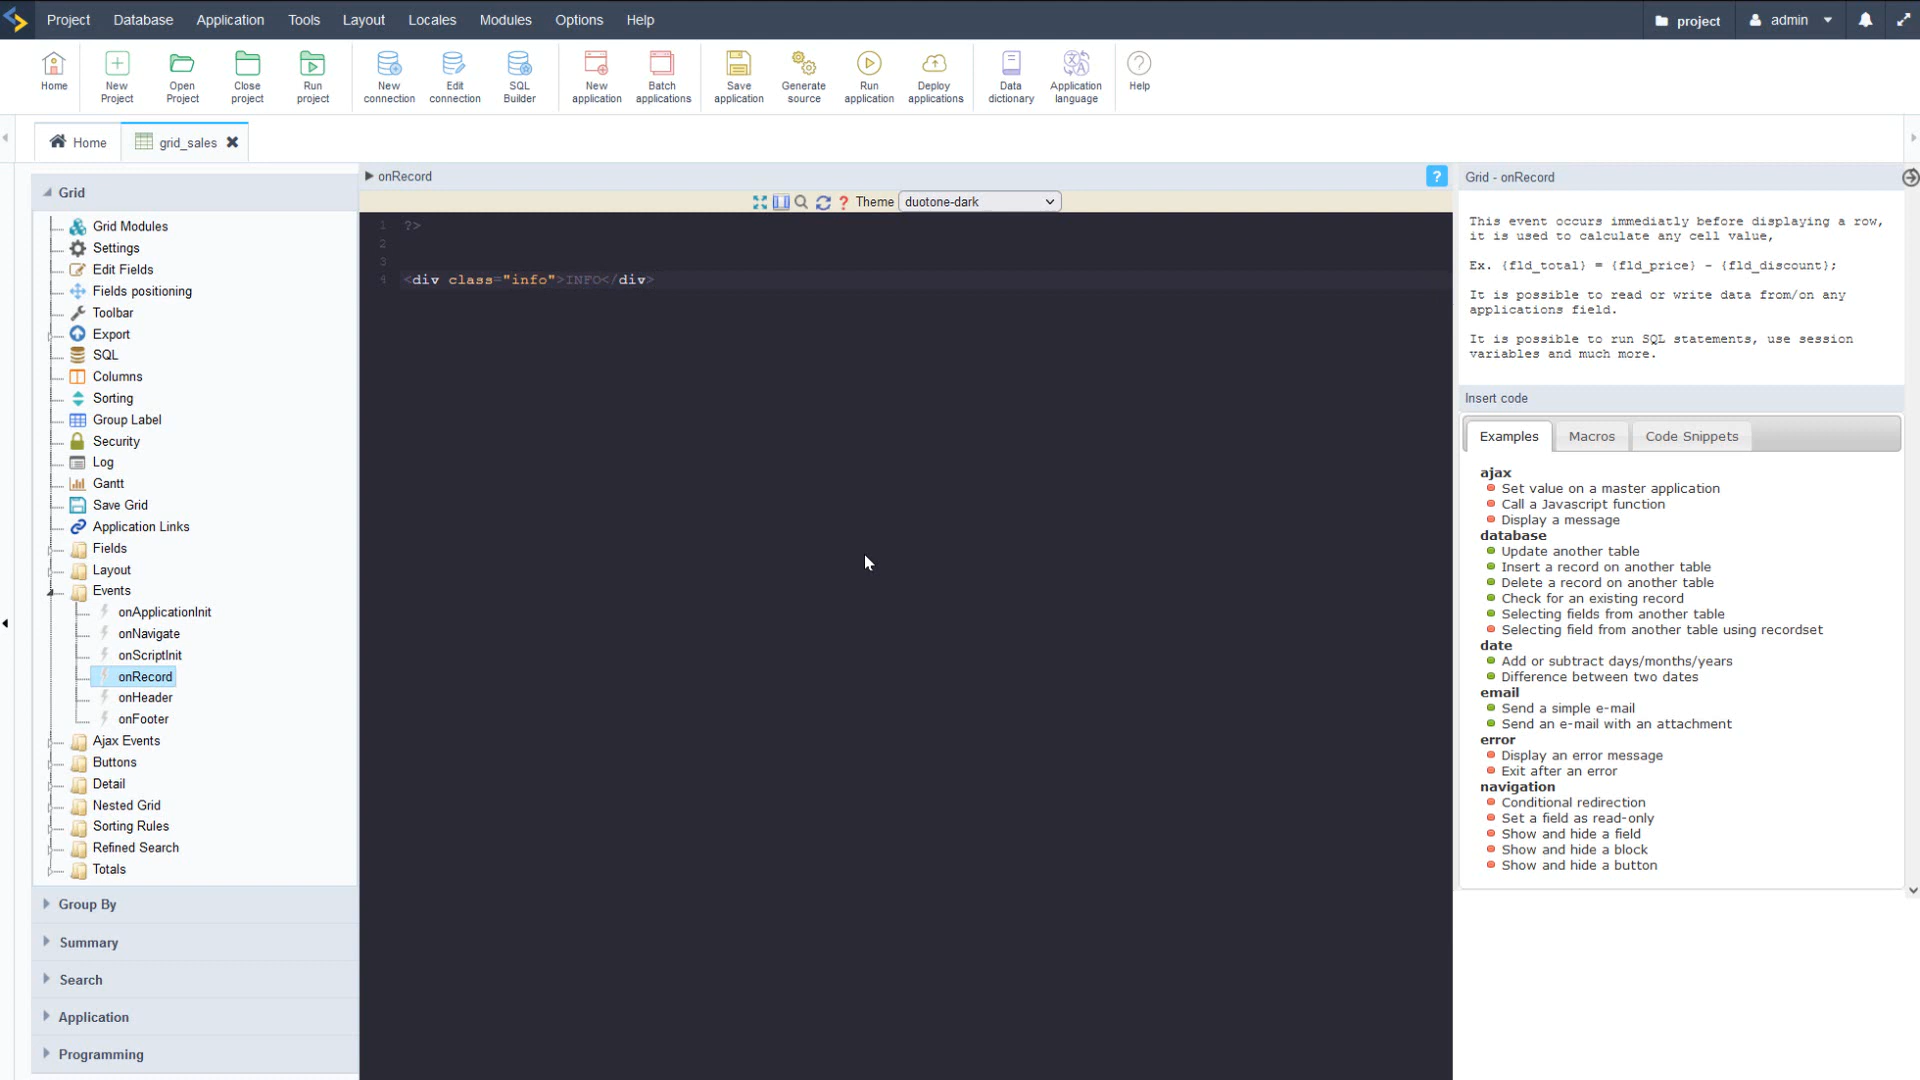 Project Database Application Tools Layout Locales Modules Options Help project admin
Home
New Project
Open Project
Close project
Run project
New connection
Edit connection
SQL Builder
New application
Batch applications
Save application
Generate source
Run application
Deploy applications
Data dictionary
Application language
Help
Home grid_sales
Grid
Grid Modules
Settings
Edit Fields
Fields positioning
Toolbar
Export
SQL
Columns
Sorting
Group Label
Security
Log
Gantt
Save Grid
Application Links
Fields
Layout
Events
onApplicationInit
onNavigate
onScriptInit
onRecord
onHeader
onFooter
Ajax Events
Buttons
Detail
Nested Grid
Sorting Rules
Refined Search
Totals
Group By
Summary
Search
Application
Programming
onRecord ?
? Theme duotone-dark
1 ?>
2
3
4 <div class="info">INFO</div>
Grid - onRecord
This event occurs immediatly before displaying a row,
it is used to calculate any cell value,
Ex. {fld_total} = {fld_price} - {fld_discount};
It is possible to read or write data from/on any
applications field.
It is possible to run SQL statements, use session
variables and much more.
Insert code
Examples Macros Code Snippets
ajax
Set value on a master application
Call a Javascript function
Display a message
database
Update another table
Insert a record on another table
Delete a record on another table
Check for an existing record
Selecting fields from another table
Selecting field from another table using recordset
date
Add or subtract days/months/years
Difference between two dates
email
Send a simple e-mail
Send an e-mail with an attachment
error
Display an error message
Exit after an error
navigation
Conditional redirection
Set a field as read-only
Show and hide a field
Show and hide a block
Show and hide a button